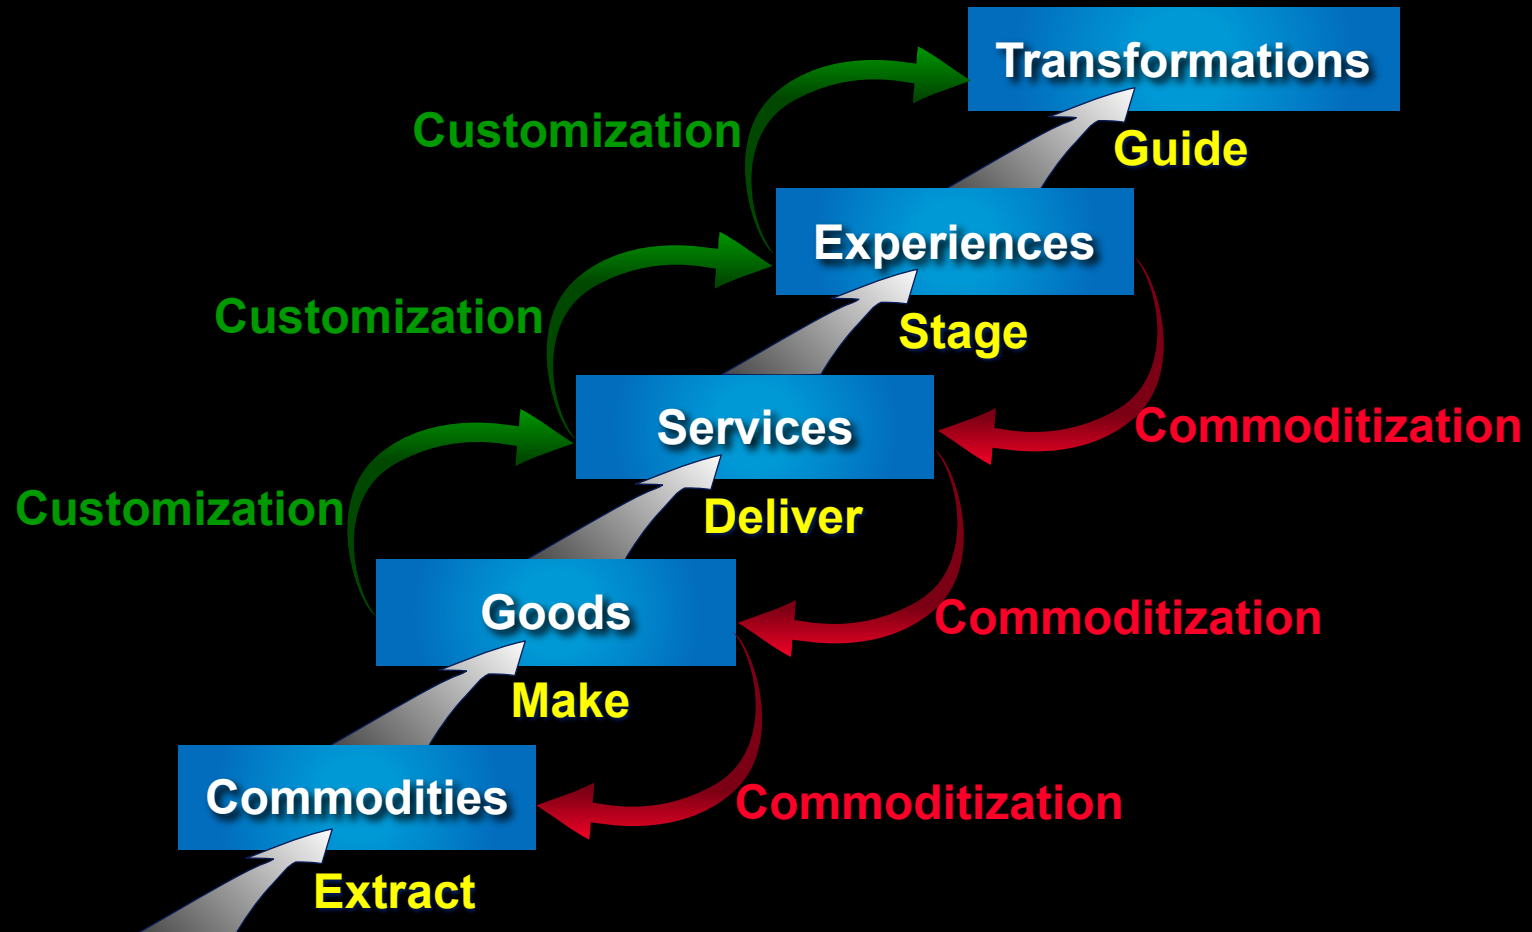 Transformations
Customization
Guide
Experiences
Customization
Stage
Services
Commoditization
Customization
Deliver
Goods
Commoditization
Make
Commodities
Commoditization
Extract